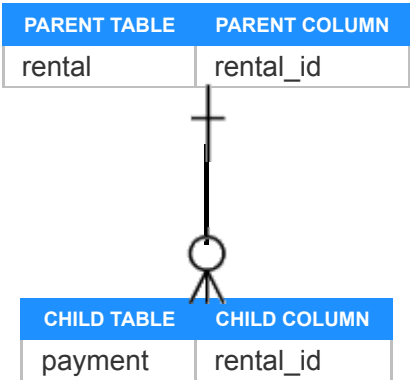 PARENT TABLE PARENT COLUMN
rental rental_id
CHILD TABLE CHILD COLUMN
payment rental_id